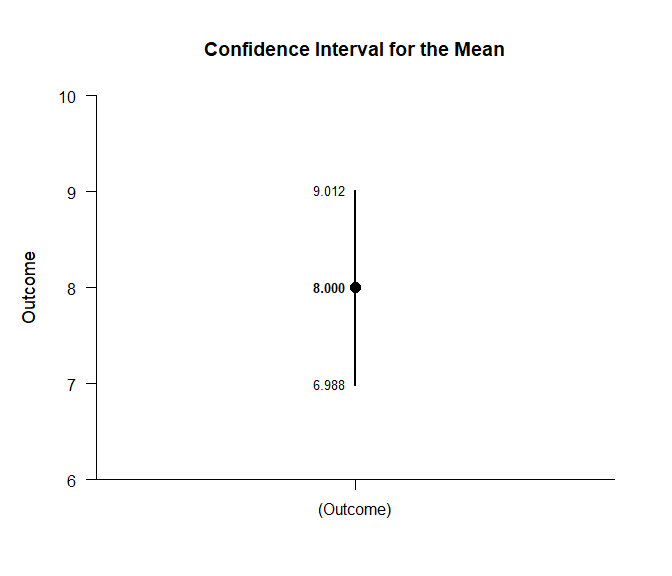 Confidence Interval for the Mean
10
9
8
7
6
Outcome
9.012
8.000
6.988
(Outcome)